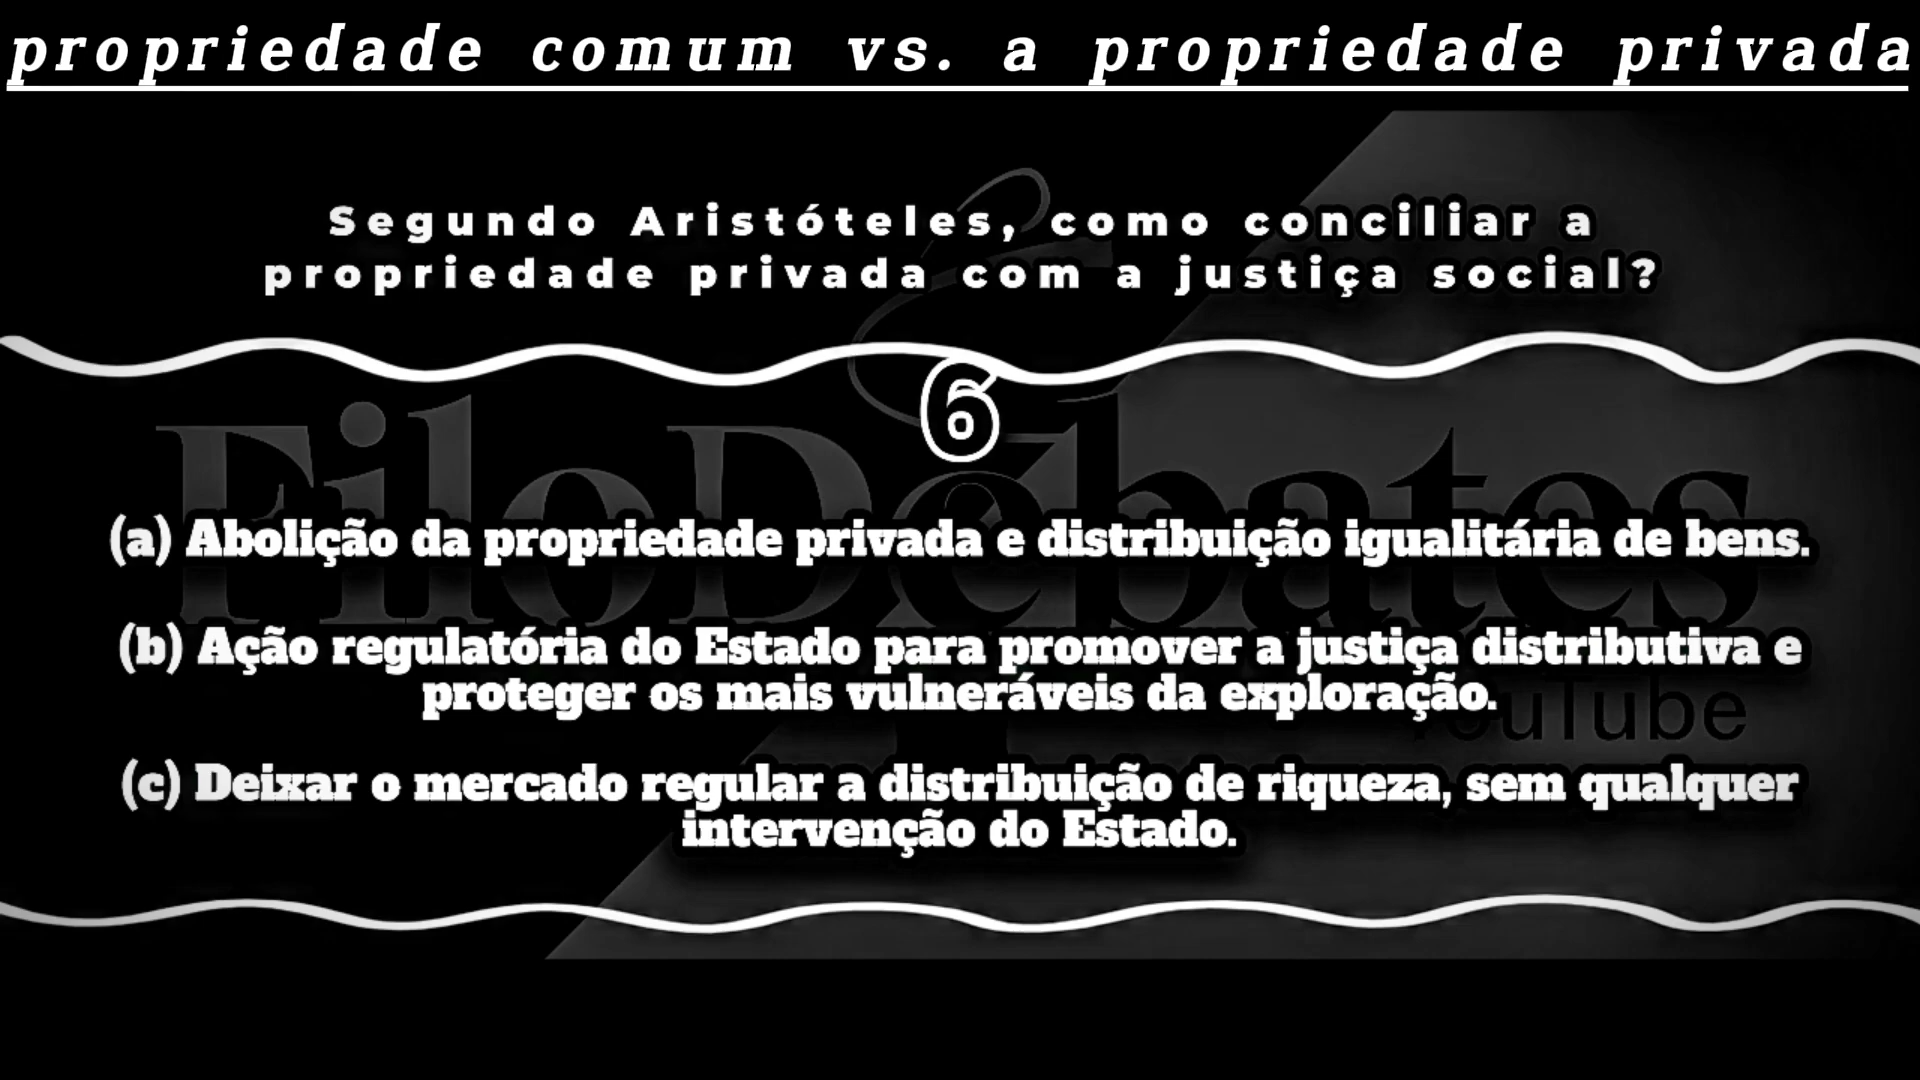 propriedade comum vs. a propriedade privada
Segundo Aristóteles, como conciliar a
propriedade privada com a justiça social?
6
FiloDebates
(a) Abolição da propriedade privada e distribuição igualitária de bens.
(b) Ação regulatória do Estado para promover a justiça distributiva e
proteger os mais vulneráveis da exploração.
YouTube
(c) Deixar o mercado regular a distribuição de riqueza, sem qualquer
intervenção do Estado.